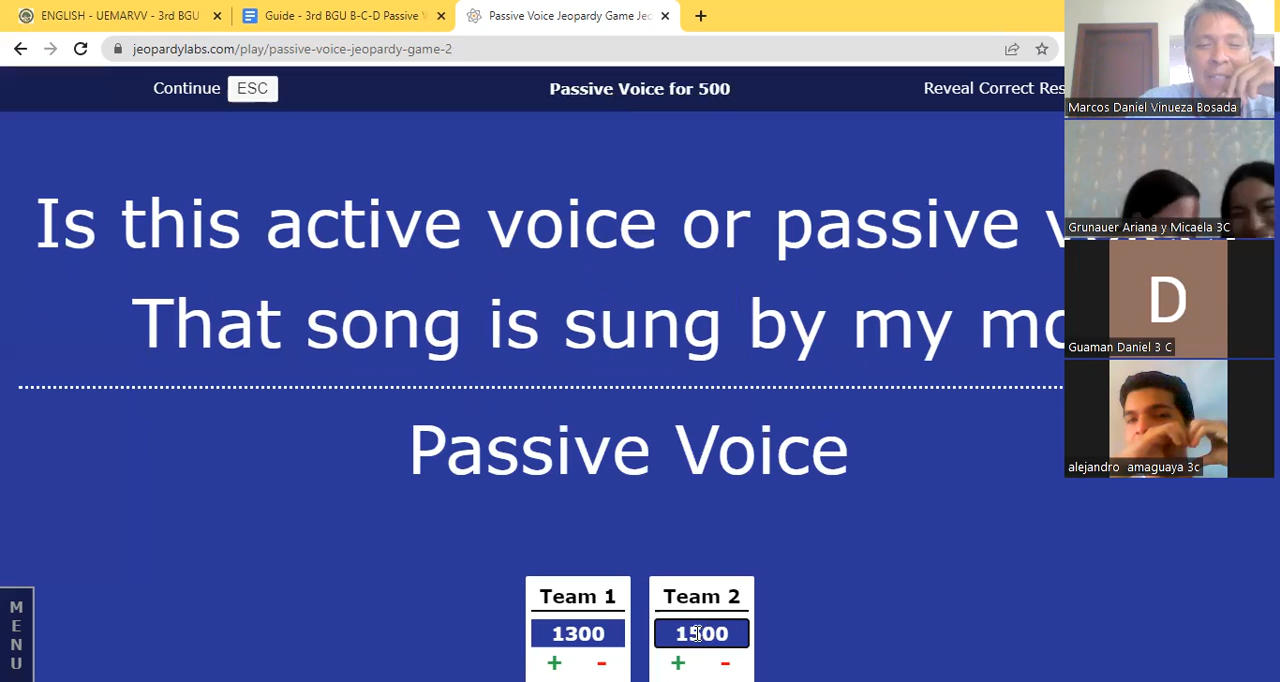 ENGLISH - UEMARVV - 3rd BGU
Guide - 3rd BGU B-C-D Passive
Passive Voice Jeopardy Game Jeo
jeopardylabs.com/play/passive-voice-jeopardy-game-2
Continue ESC
Passive Voice for 500
Reveal Correct Res
Is this active voice or passive
That song is sung by my mo
Passive Voice
MENU
Team 1
1300
+ -
Team 2
1500
+ -
Marcos Daniel Vinueza Bosada
Grunauer Ariana y Micaela 3C
D
Guaman Daniel 3 C
alejandro amaguaya 3c